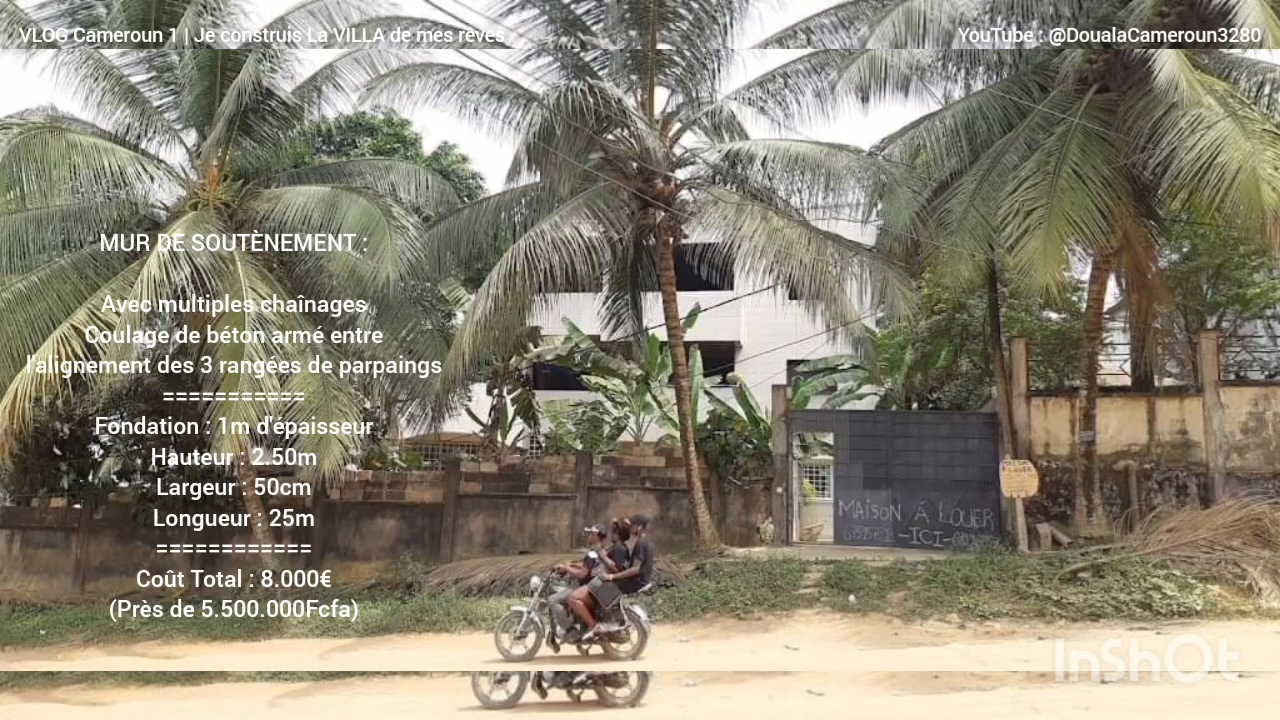 VLOG Cameroun 1 | Je construis La VILLA de mes rêves
YouTube : @DoualaCameroun3280
MUR DE SOUTÈNEMENT :
Avec multiples chaînages
Coulage de béton armé entre
l'alignement des 3 rangées de parpaings
===========
Fondation : 1m d'épaisseur
Hauteur : 2.50m
Largeur : 50cm
Longueur : 25m
============
Coût Total : 8.000€
(Près de 5.500.000Fcfa)
MAISON À LOUER
-ICI-
InShOt